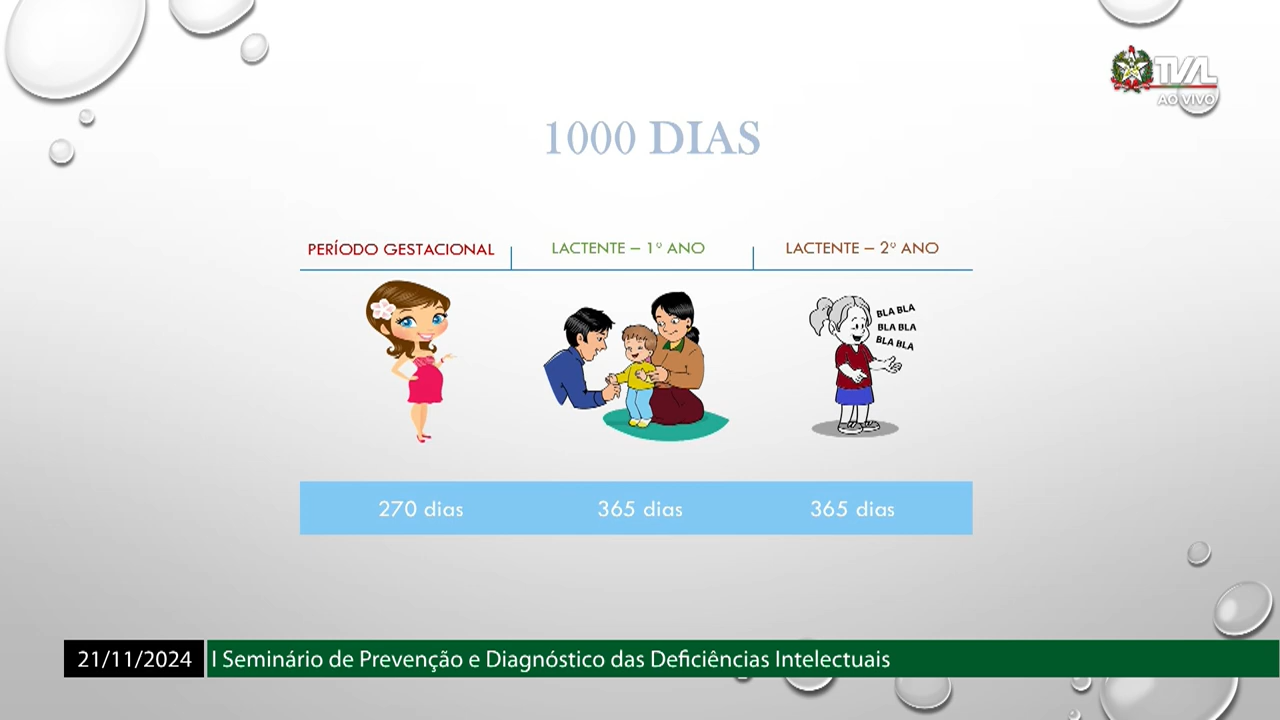 TVAL
AO VIVO
1000 DIAS
PERÍODO GESTACIONAL
LACTENTE – 1º ANO
LACTENTE – 2º ANO
BLA BLA
BLA BLA
BLA BLA
270 dias
365 dias
365 dias
21/11/2024
I Seminário de Prevenção e Diagnóstico das Deficiências Intelectuais